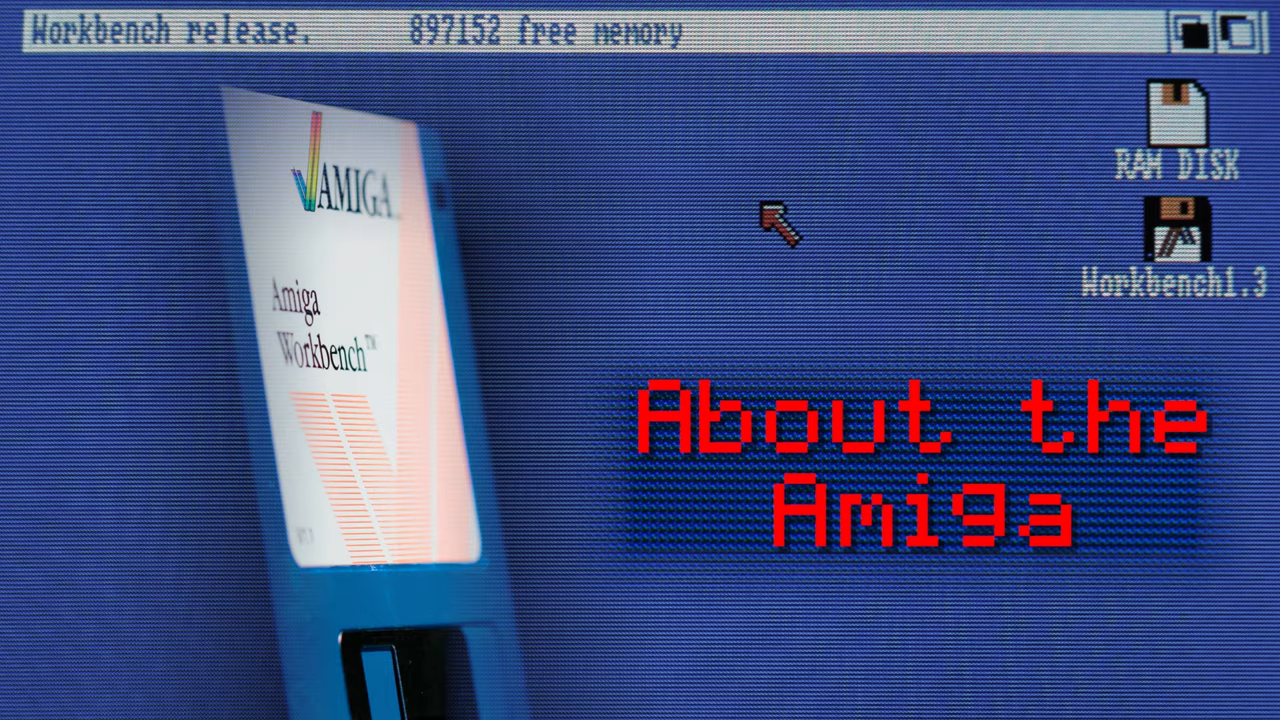 Workbench release. 897152 free memory
RAM DISK
Workbench1.3
AMIGA
Amiga
Workbench™
About the
Amiga